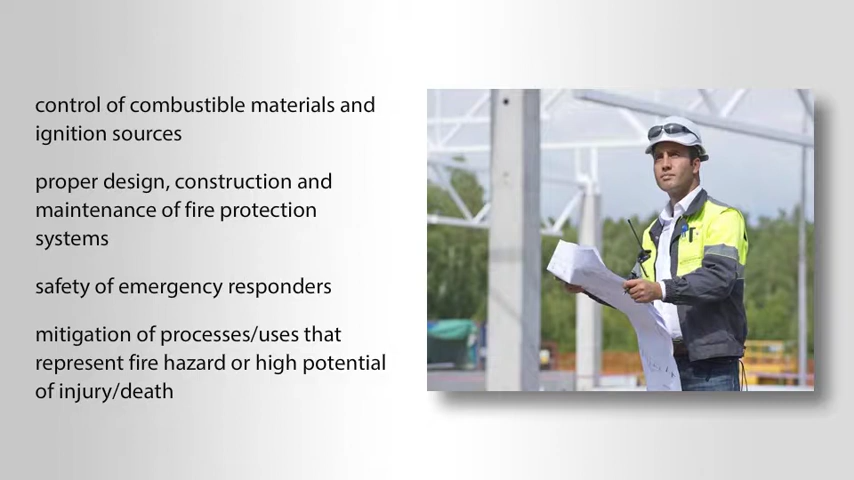 control of combustible materials and
ignition sources
proper design, construction and
maintenance of fire protection
systems
safety of emergency responders
mitigation of processes/uses that
represent fire hazard or high potential
of injury/death